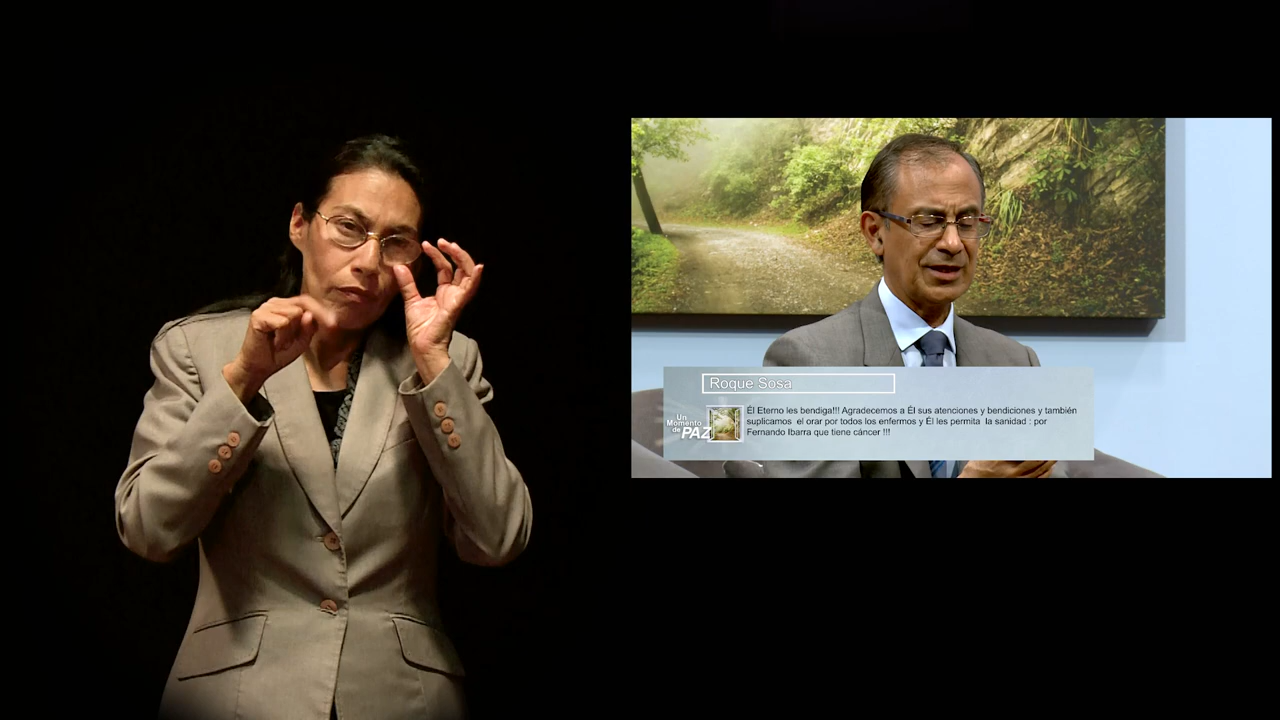 Roque Sosa
Un
Momento
de PAZ
Él Eterno les bendiga!!! Agradecemos a Él sus atenciones y bendiciones y también
suplicamos el orar por todos los enfermos y Él les permita la sanidad : por
Fernando Ibarra que tiene cáncer !!!